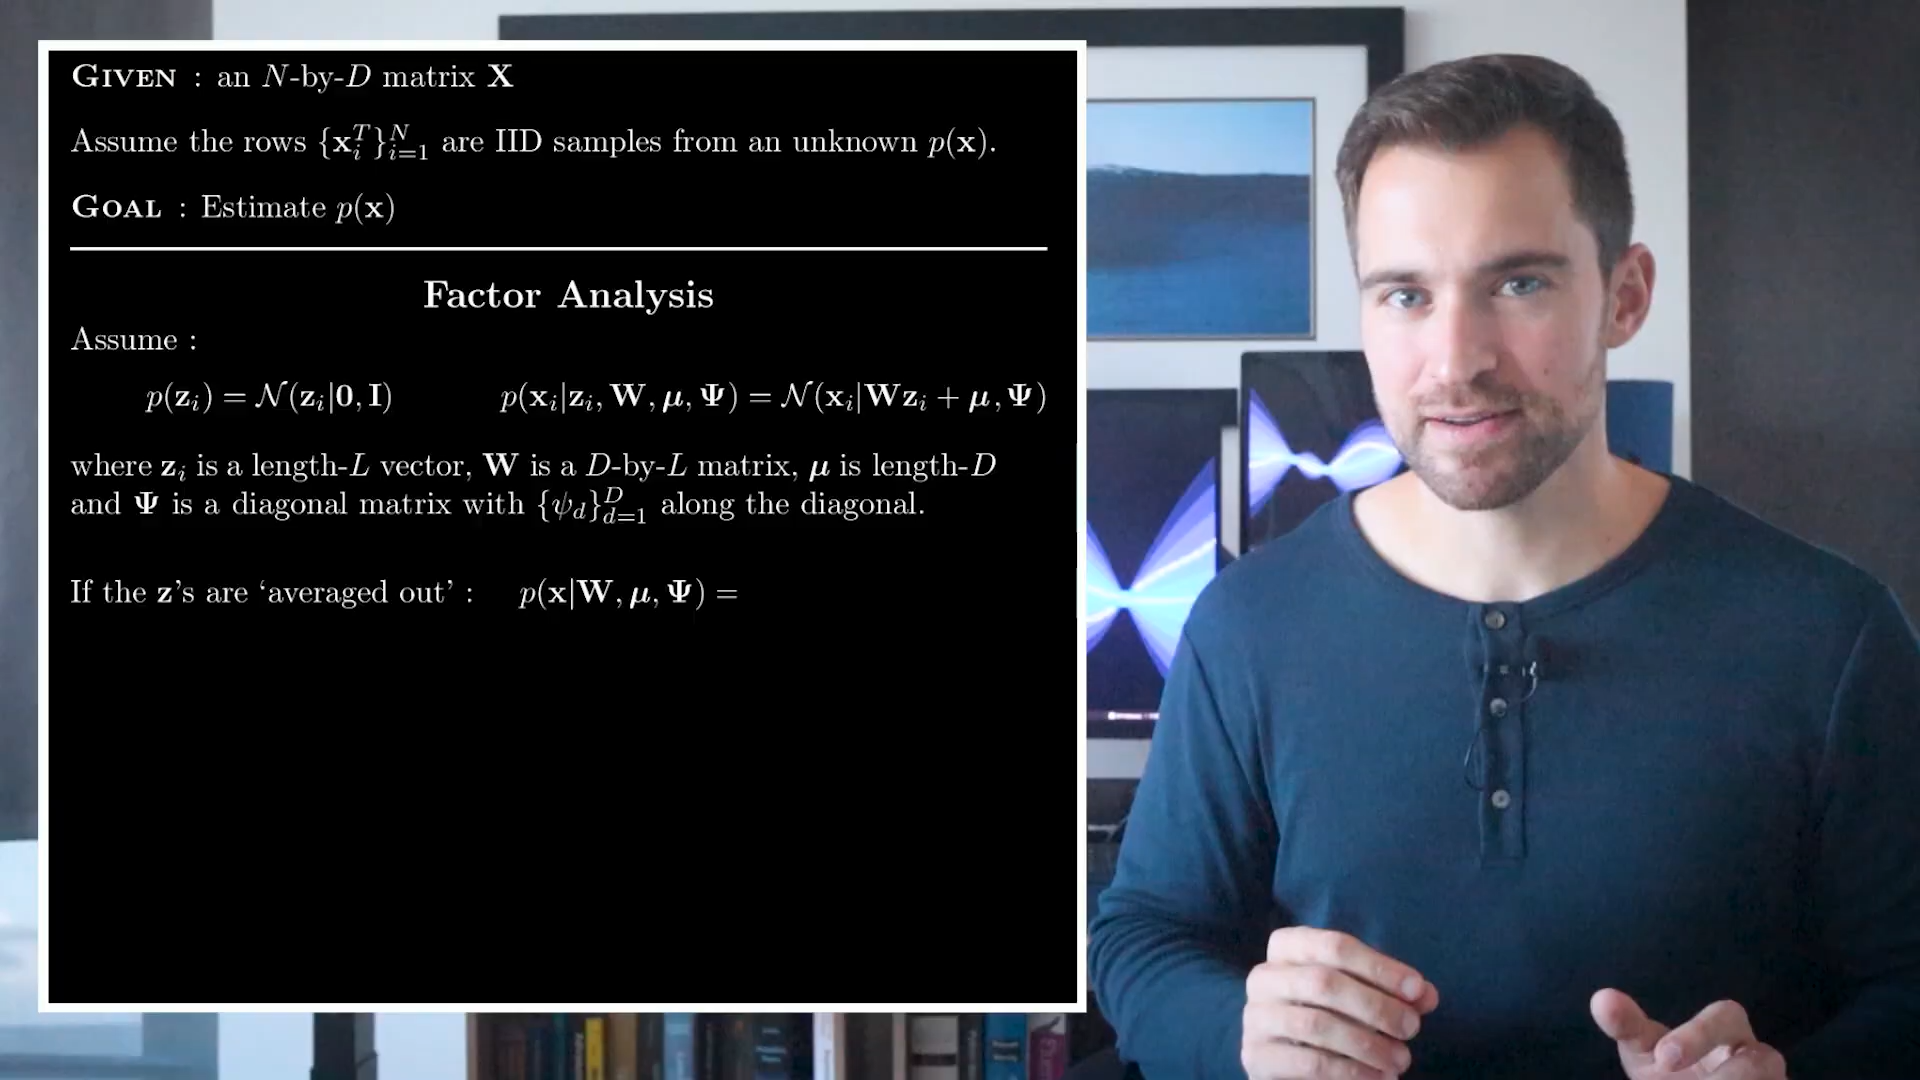 GIVEN : an N-by-D matrix X
Assume the rows {x_i^T}_{i=1}^N are IID samples from an unknown p(x).
GOAL : Estimate p(x)
Factor Analysis
Assume :
p(z_i) = 𝒩(z_i|0, I) p(x_i|z_i, W, μ, Ψ) = 𝒩(x_i|Wz_i + μ, Ψ)
where z_i is a length-L vector, W is a D-by-L matrix, μ is length-D
and Ψ is a diagonal matrix with {ψ_d}_{d=1}^D along the diagonal.
If the z's are ‘averaged out’ : p(x|W, μ, Ψ) =